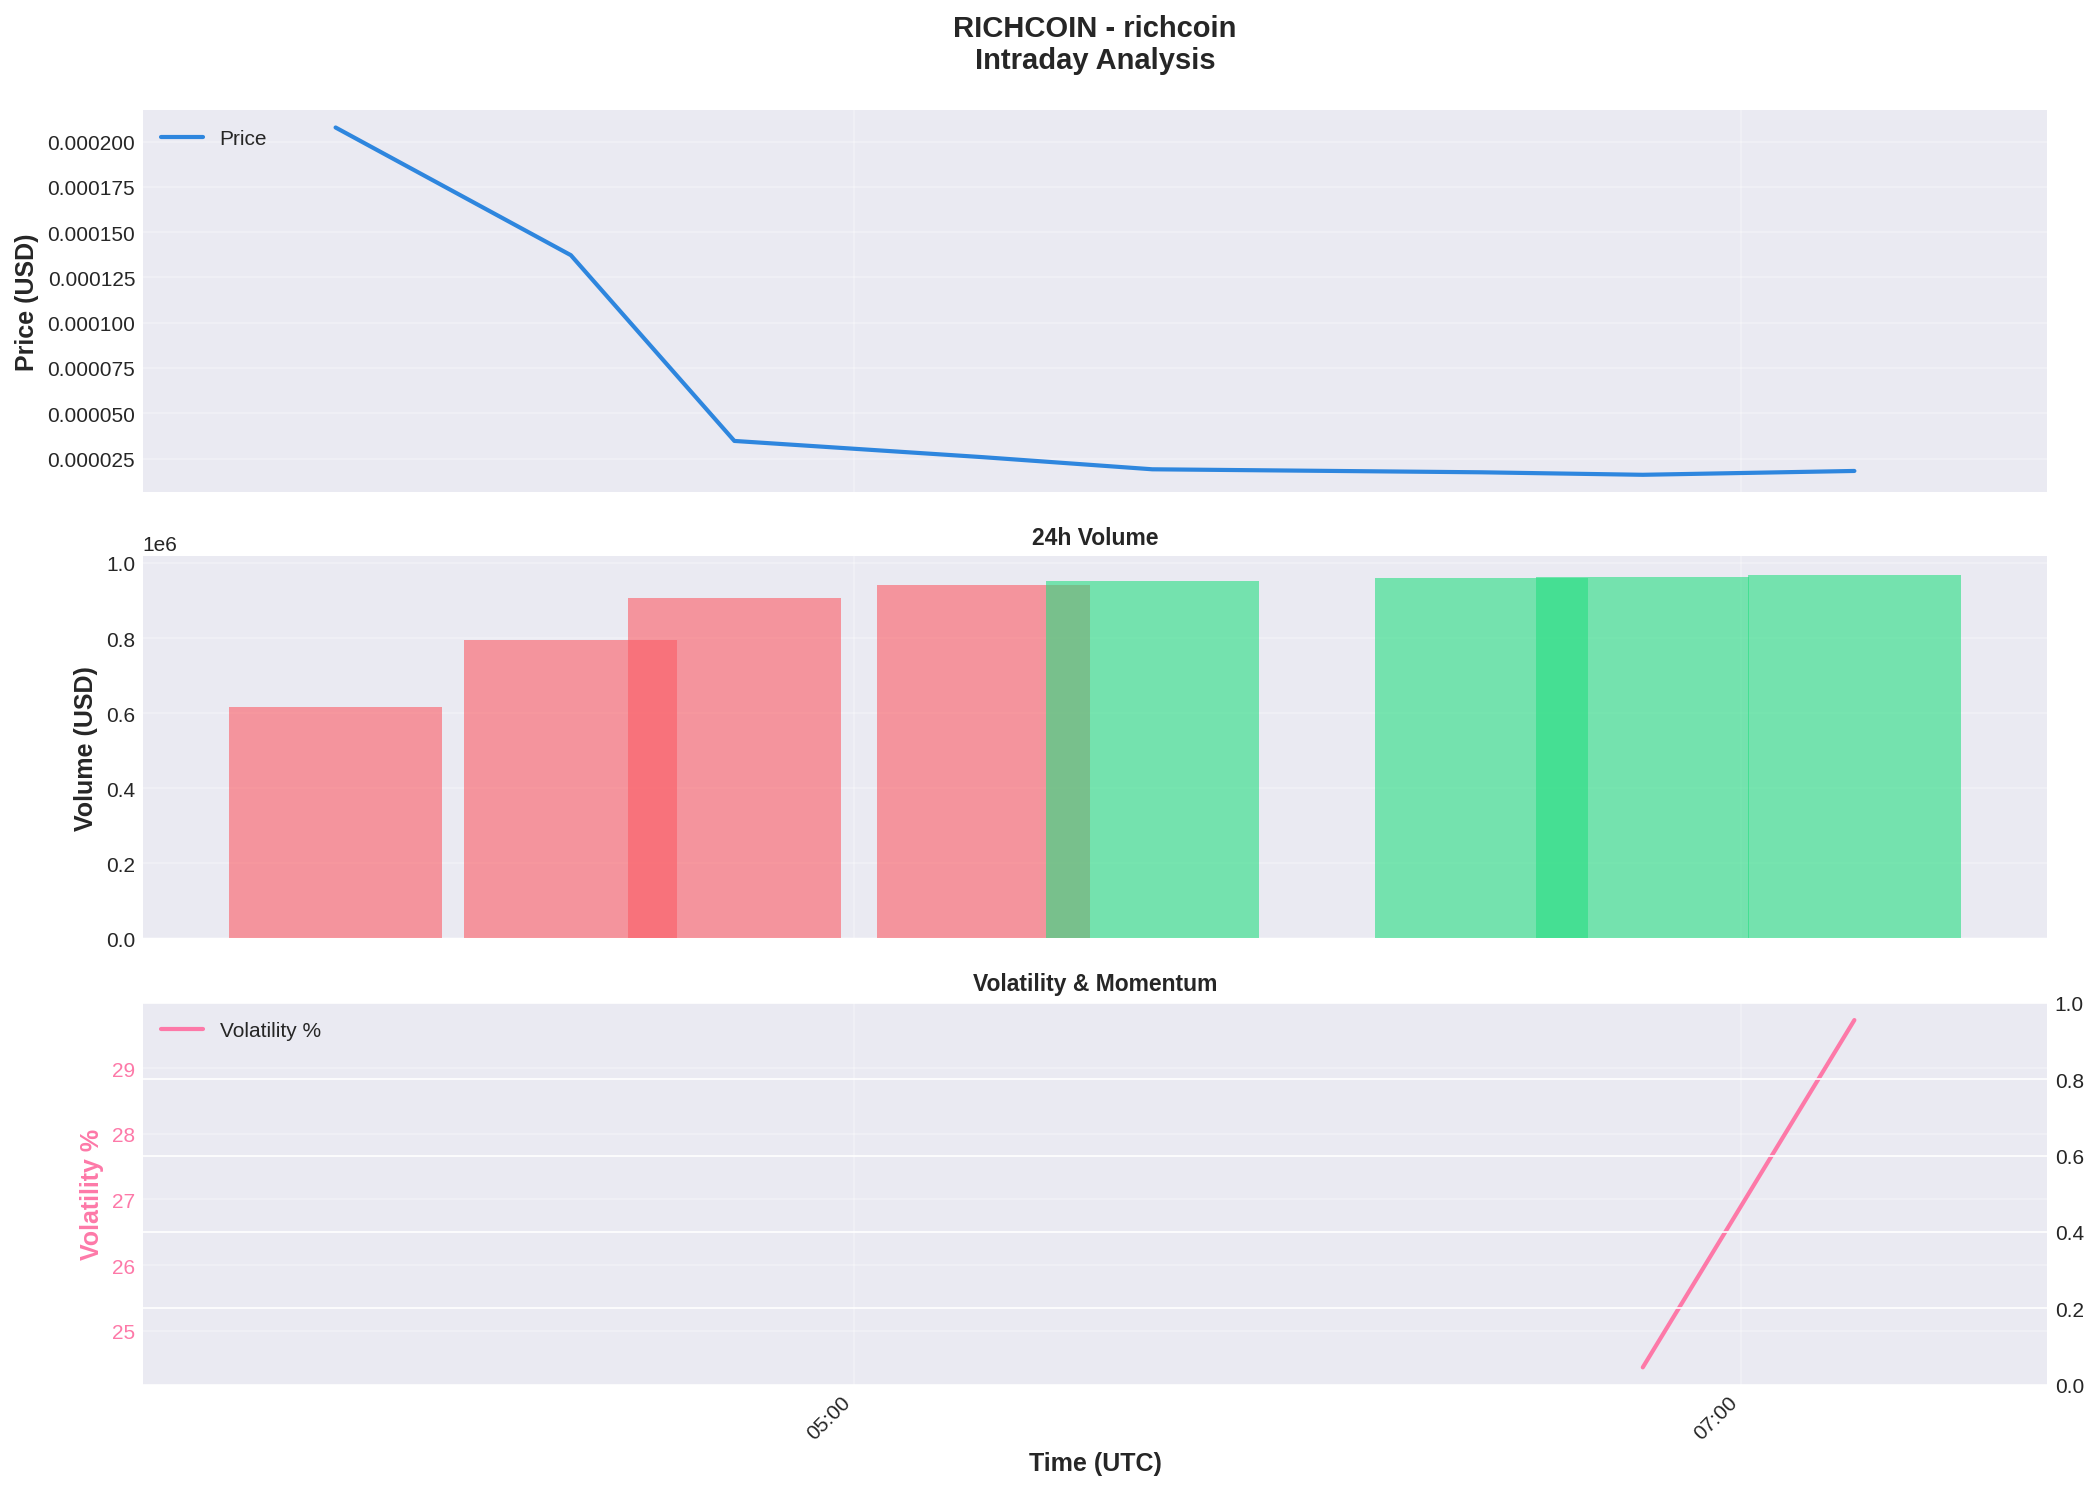 RICHCOIN - richcoin
Intraday Analysis
Price
0.000200
0.000175
0.000150
0.000125
0.000100
0.000075
0.000050
0.000025
Price (USD)
24h Volume
1e6
1.0
0.8
0.6
0.4
0.2
0.0
Volume (USD)
Volatility & Momentum
Volatility %
29
28
27
26
25
Volatility %
1.0
0.8
0.6
0.4
0.2
0.0
05:00
07:00
Time (UTC)